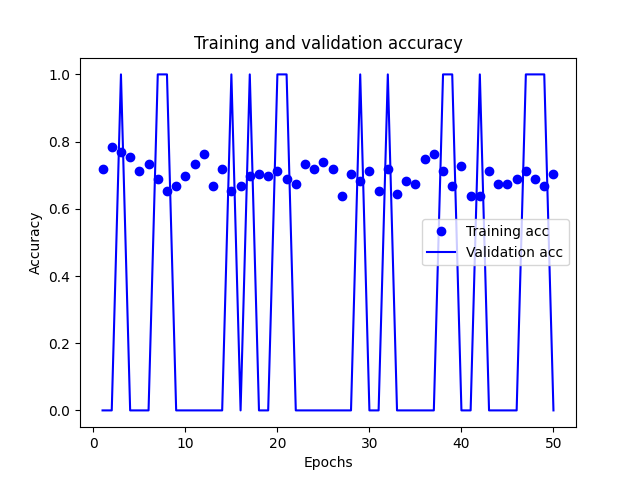 Training and validation accuracy
1.0
0.8
0.6
0.4
0.2
0.0
Accuracy
Training acc
Validation acc
0 10 20 30 40 50
Epochs